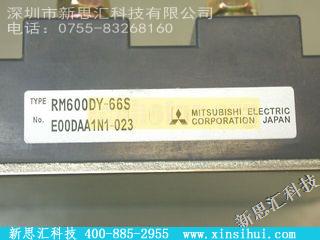 深圳市新思汇科技有限公司
电话：0755-83268160
TYPE RM600DY-66S
No. E00DAA1N1-023
MITSUBISHI ELECTRIC
CORPORATION JAPAN
新思汇科技
新思汇科技 400-885-2955 www.xinsihui.com